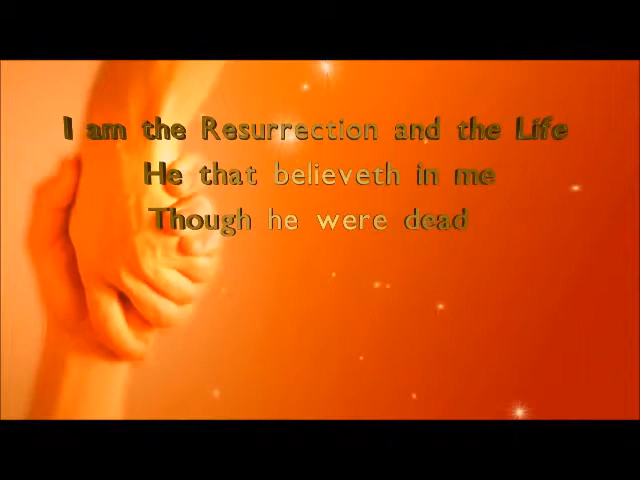 I am the Resurrection and the Life
He that believeth in me
Though he were dead